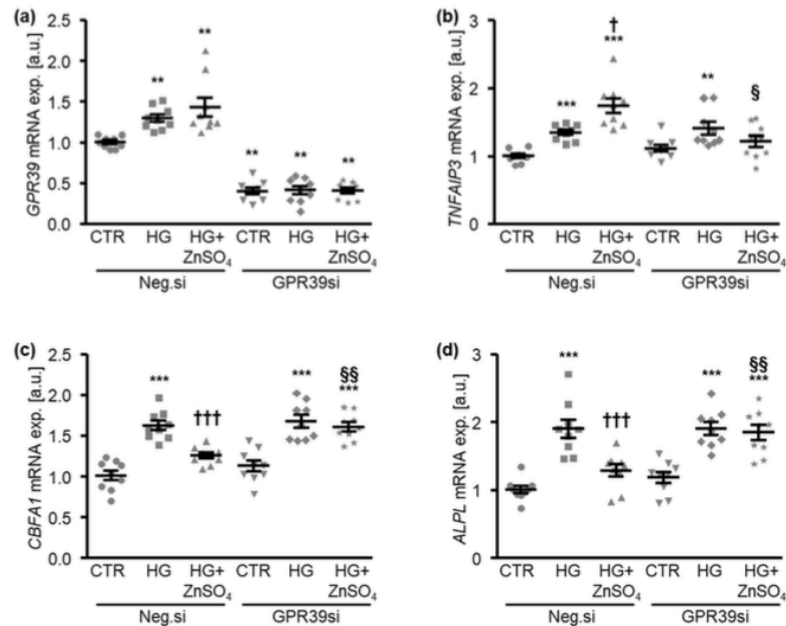 (a)
GPR39 mRNA exp. [a.u.]
2.5
2.0
1.5
1.0
0.5
0.0
**
**
**
**
**
CTR HG HG+ CTR HG HG+
ZnSO₄ ZnSO₄
Neg.si GPR39si
(b)
TNFAIP3 mRNA exp. [a.u.]
3
2
1
0
***
†
***
**
§
CTR HG HG+ CTR HG HG+
ZnSO₄ ZnSO₄
Neg.si GPR39si
(c)
CBFA1 mRNA exp. [a.u.]
2.5
2.0
1.5
1.0
0.5
0.0
***
†††
***
§§
***
CTR HG HG+ CTR HG HG+
ZnSO₄ ZnSO₄
Neg.si GPR39si
(d)
ALPL mRNA exp. [a.u.]
3
2
1
0
***
†††
***
§§
***
CTR HG HG+ CTR HG HG+
ZnSO₄ ZnSO₄
Neg.si GPR39si